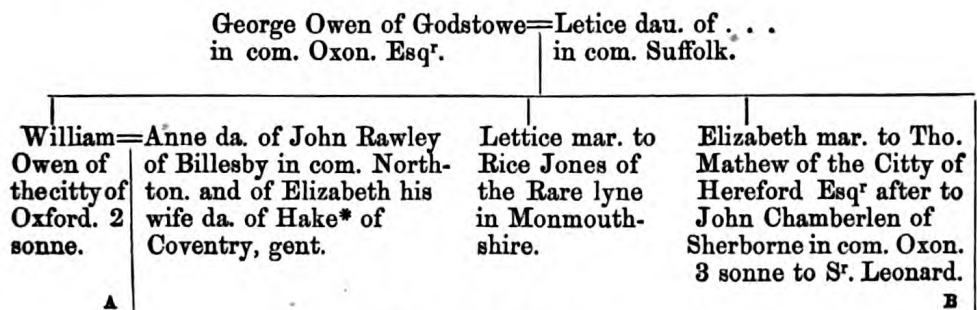 George Owen of Godstowe=Letice dau. of . . .
in com. Oxon. Esqʳ. in com. Suffolk.
William=Anne da. of John Rawley
Owen of of Billesby in com. North-
the citty of ton. and of Elizabeth his
Oxford. 2 wife da. of Hake* of
sonne. Coventry, gent.
Lettice mar. to
Rice Jones of
the Rare lyne
in Monmouth-
shire.
Elizabeth mar. to Tho.
Mathew of the Citty of
Hereford Esqʳ after to
John Chamberlen of
Sherborne in com. Oxon.
3 sonne to Sʳ. Leonard.
A
B